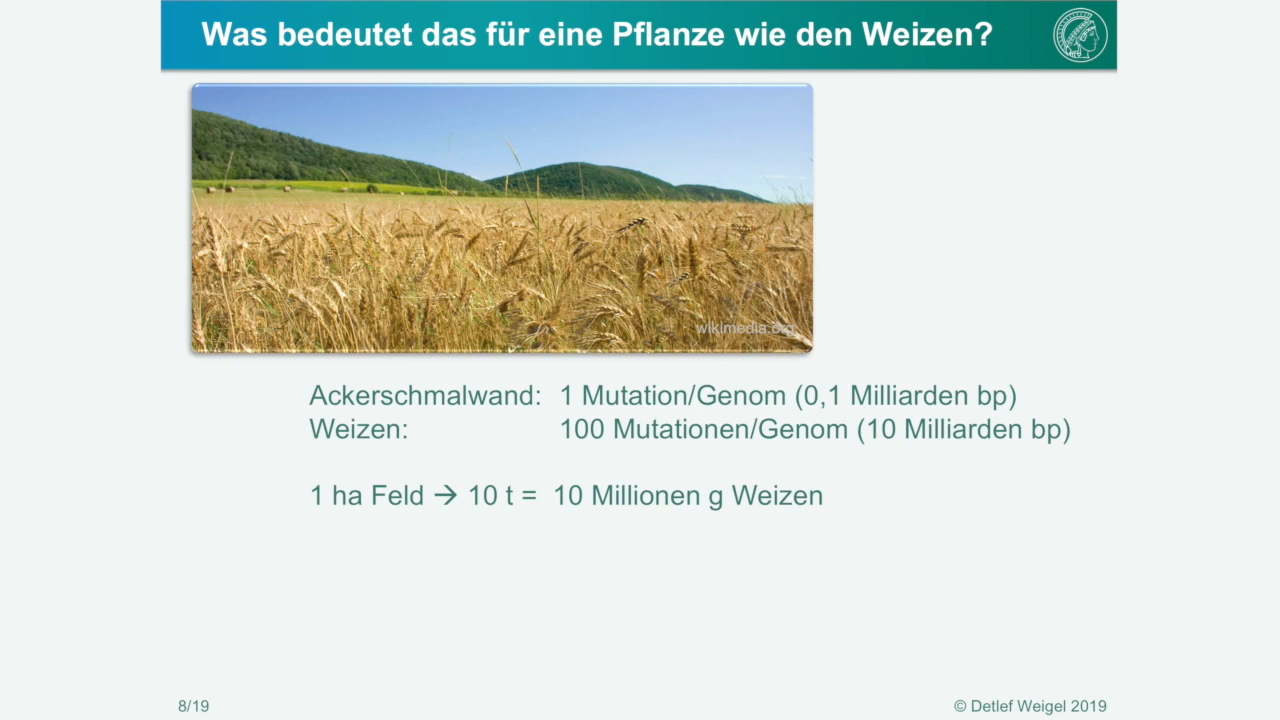 Was bedeutet das für eine Pflanze wie den Weizen?
wikimedia.org
Ackerschmalwand: 1 Mutation/Genom (0,1 Milliarden bp)
Weizen: 100 Mutationen/Genom (10 Milliarden bp)
1 ha Feld → 10 t = 10 Millionen g Weizen
8/19
© Detlef Weigel 2019